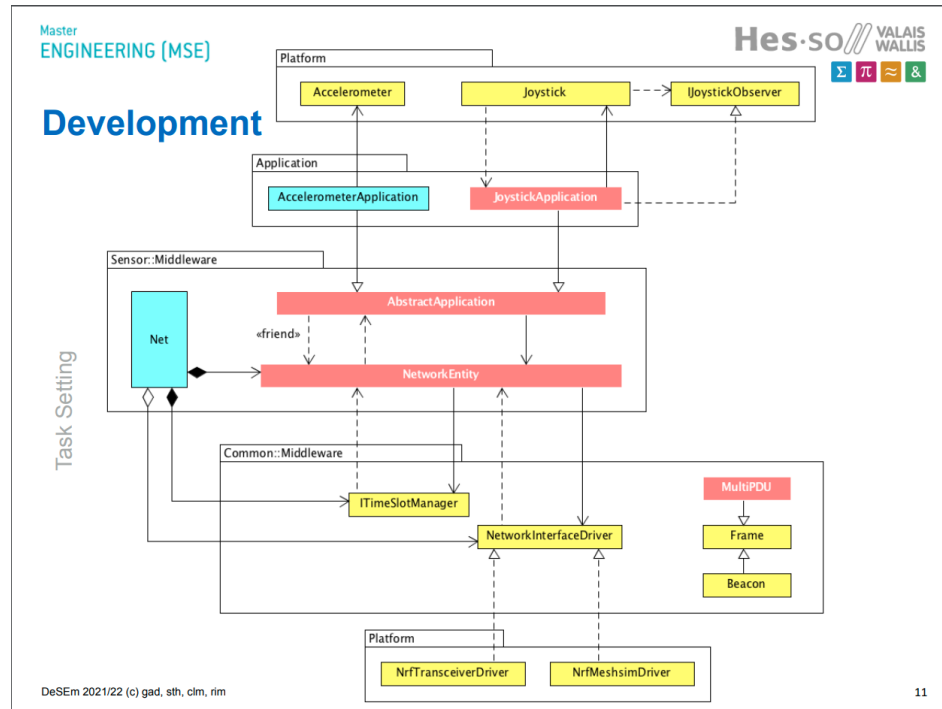 Master
ENGINEERING (MSE)
Hes·so// VALAIS
WALLIS
Σ π ≈ &
Development
Platform
Accelerometer
Joystick
IJoystickObserver
Application
AccelerometerApplication
JoystickApplication
Sensor::Middleware
AbstractApplication
«friend»
Net
NetworkEntity
Task Setting
Common::Middleware
MultiPDU
ITimeSlotManager
NetworkInterfaceDriver
Frame
Beacon
Platform
NrfTransceiverDriver
NrfMeshsimDriver
DeSEm 2021/22 (c) gad, sth, clm, rim
11